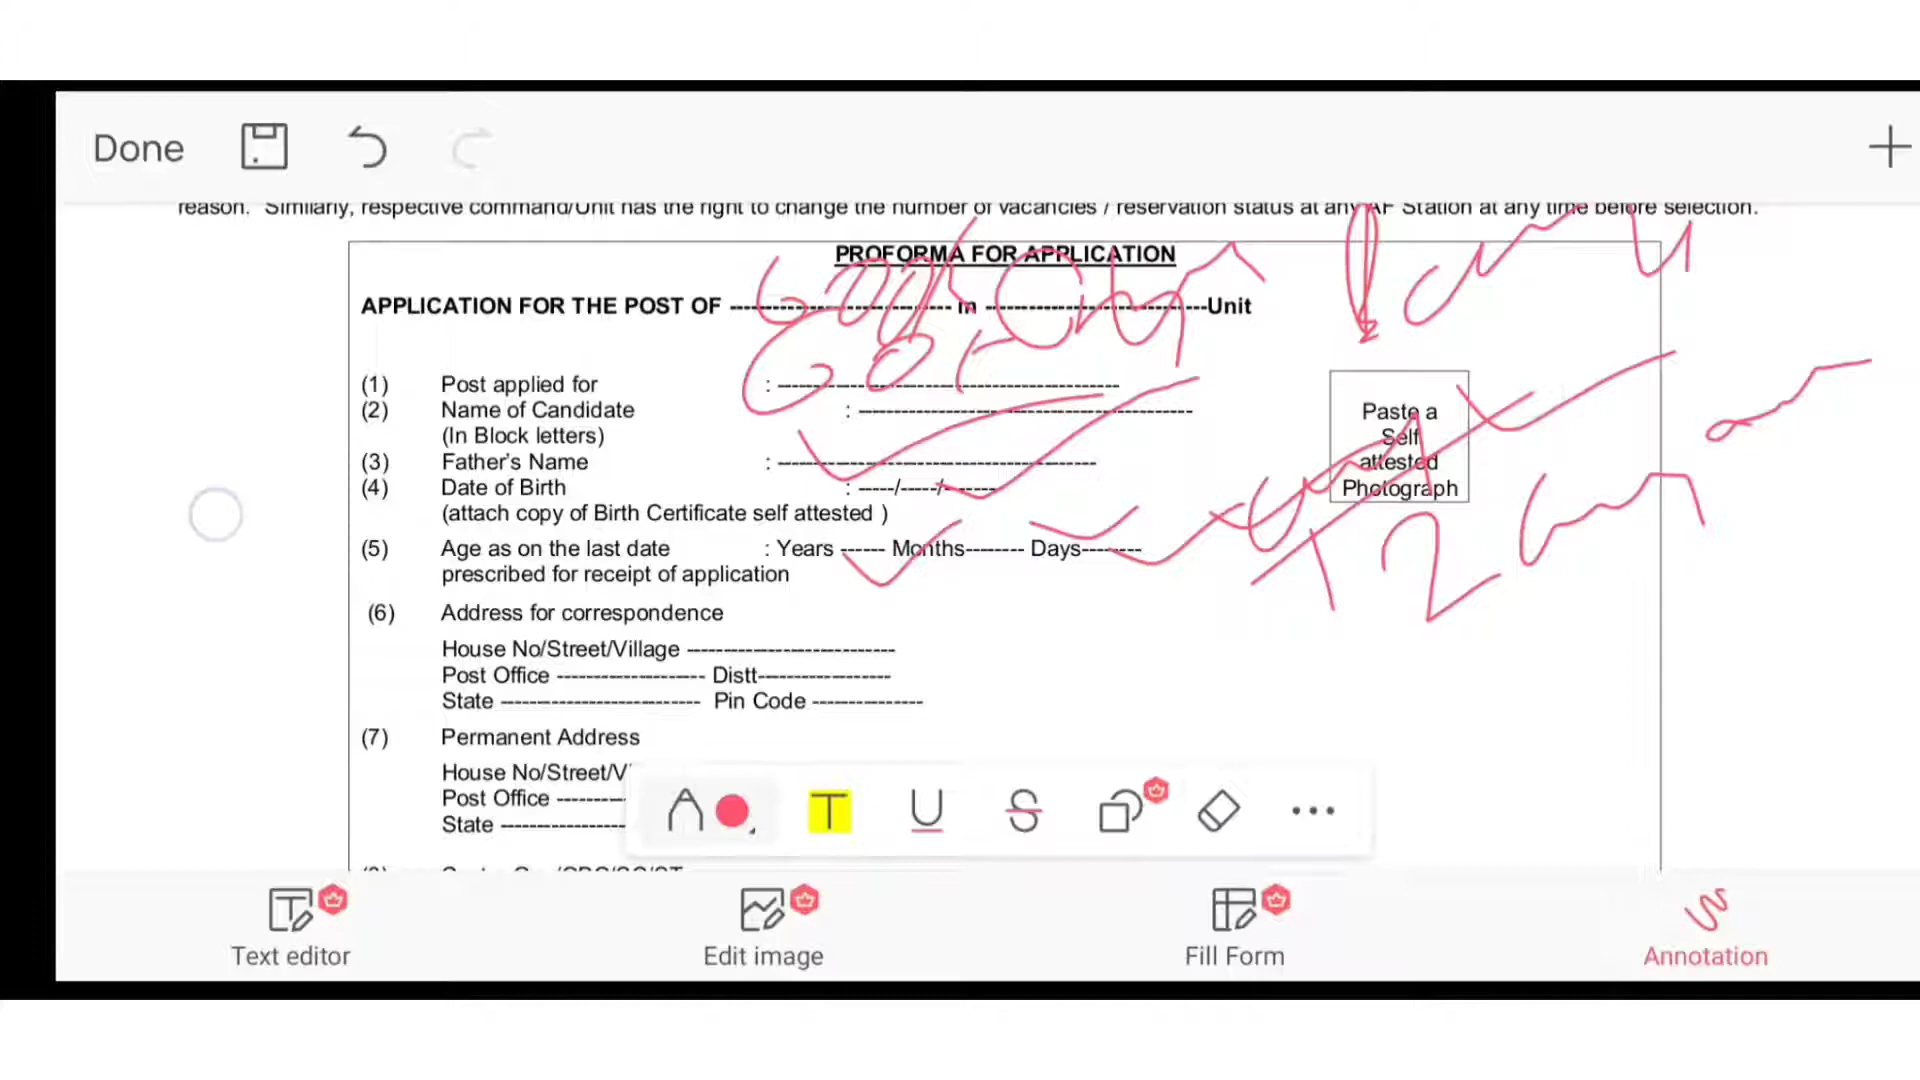 Done
reason. Similarly, respective command/Unit has the right to change the number of vacancies / reservation status at any AF Station at any time before selection.
PROFORMA FOR APPLICATION
APPLICATION FOR THE POST OF ---------------------- in ----------------------Unit
(1) Post applied for : ----------------------------------
(2) Name of Candidate : ----------------------------------
(In Block letters)
(3) Father's Name : --------------------------------
(4) Date of Birth : -----/-----/-------
(attach copy of Birth Certificate self attested )
(5) Age as on the last date : Years ------ Months-------- Days--------
prescribed for receipt of application
Paste a
Self
attested
Photograph
(6) Address for correspondence
House No/Street/Village ----------------------------
Post Office -------------------- Distt------------------
State --------------------------- Pin Code ---------------
(7) Permanent Address
House No/Street/V
Post Office ---------
State -----------------
T U S
Text editor
Edit image
Fill Form
Annotation